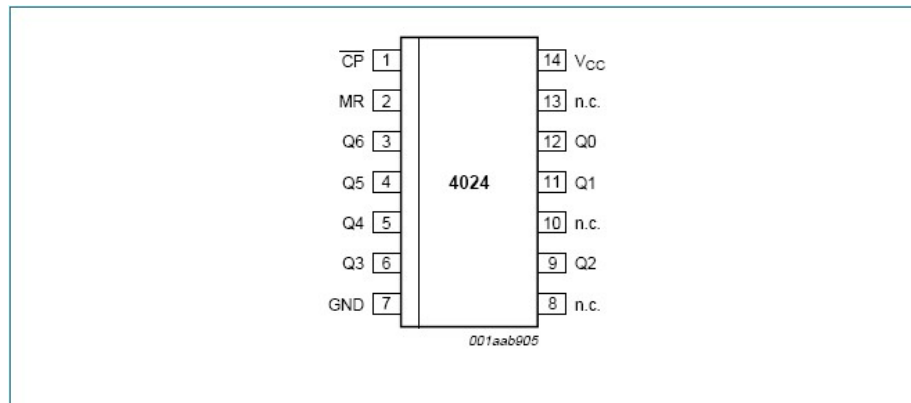 C̅P̅ 1 14 VCC
MR 2 13 n.c.
Q6 3 12 Q0
Q5 4 4024 11 Q1
Q4 5 10 n.c.
Q3 6 9 Q2
GND 7 8 n.c.
001aab905